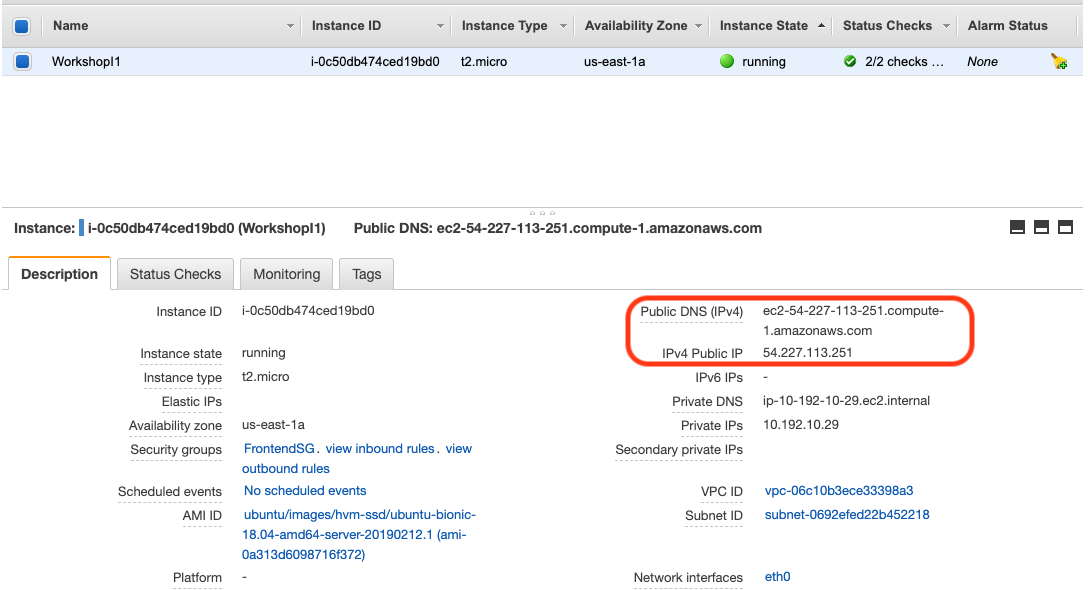 Name Instance ID Instance Type Availability Zone Instance State Status Checks Alarm Status
WorkshopI1 i-0c50db474ced19bd0 t2.micro us-east-1a running 2/2 checks ... None
Instance: i-0c50db474ced19bd0 (WorkshopI1) Public DNS: ec2-54-227-113-251.compute-1.amazonaws.com
Description Status Checks Monitoring Tags
Instance ID i-0c50db474ced19bd0
Instance state running
Instance type t2.micro
Elastic IPs
Availability zone us-east-1a
Security groups FrontendSG. view inbound rules. view
outbound rules
Scheduled events No scheduled events
AMI ID ubuntu/images/hvm-ssd/ubuntu-bionic-
18.04-amd64-server-20190212.1 (ami-
0a313d6098716f372)
Platform -
Public DNS (IPv4) ec2-54-227-113-251.compute-
1.amazonaws.com
IPv4 Public IP 54.227.113.251
IPv6 IPs -
Private DNS ip-10-192-10-29.ec2.internal
Private IPs 10.192.10.29
Secondary private IPs
VPC ID vpc-06c10b3ece33398a3
Subnet ID subnet-0692efed22b452218
Network interfaces eth0